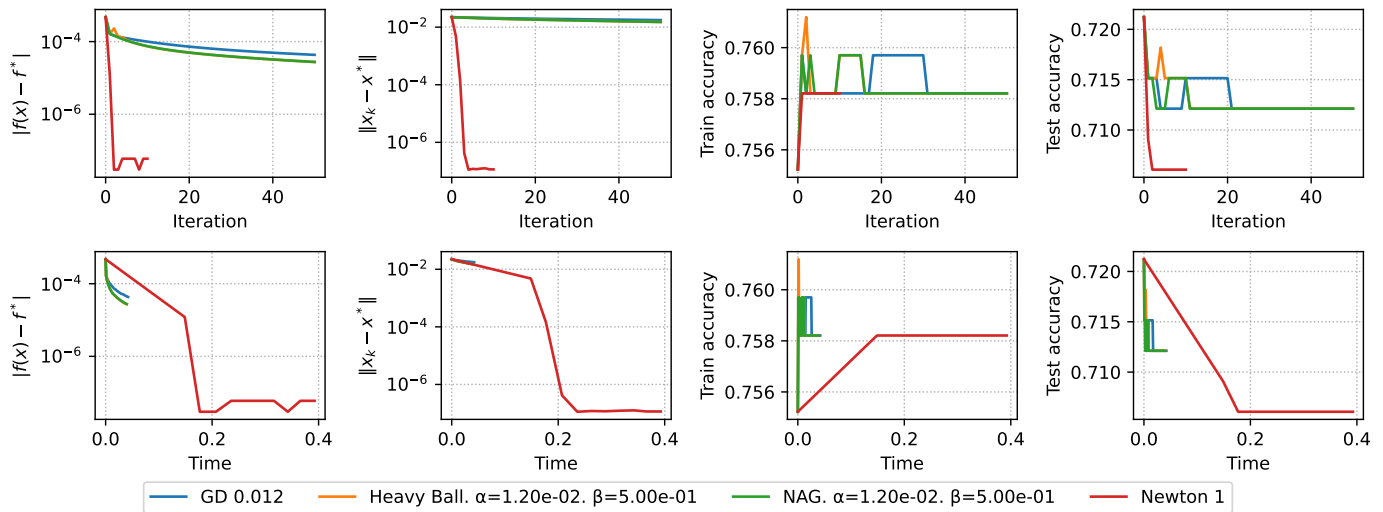 |f(x) − f*|
10⁻⁴
10⁻⁶
0 20 40
Iteration
‖x_k − x*‖
10⁻²
10⁻⁴
10⁻⁶
0 20 40
Iteration
Train accuracy
0.760
0.758
0.756
0 20 40
Iteration
Test accuracy
0.720
0.715
0.710
0 20 40
Iteration
|f(x) − f*|
10⁻⁴
10⁻⁶
0.0 0.2 0.4
Time
‖x_k − x*‖
10⁻²
10⁻⁴
10⁻⁶
0.0 0.2 0.4
Time
Train accuracy
0.760
0.758
0.756
0.0 0.2 0.4
Time
Test accuracy
0.720
0.715
0.710
0.0 0.2 0.4
Time
GD 0.012 Heavy Ball. α=1.20e-02. β=5.00e-01 NAG. α=1.20e-02. β=5.00e-01 Newton 1